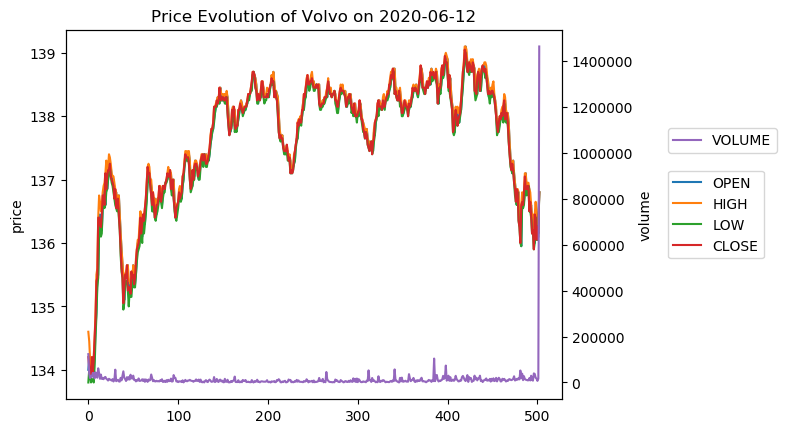 Price Evolution of Volvo on 2020-06-12
139
138
137
136
135
134
price
0
100
200
300
400
500
1400000
1200000
1000000
800000
600000
400000
200000
0
volume
VOLUME
OPEN
HIGH
LOW
CLOSE